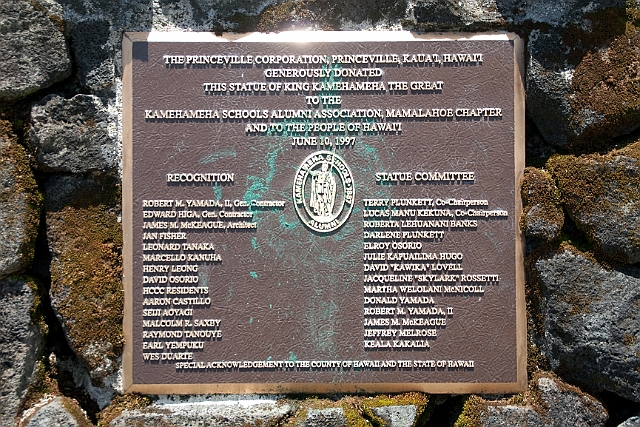 THE PRINCEVILLE CORPORATION, PRINCEVILLE, KAUA'I, HAWAI'I
GENEROUSLY DONATED
THIS STATUE OF KING KAMEHAMEHA THE GREAT
TO THE
KAMEHAMEHA SCHOOLS ALUMNI ASSOCIATION, MAMALAHOE CHAPTER
AND TO THE PEOPLE OF HAWAI'I
JUNE 10, 1997
RECOGNITION
ROBERT M. YAMADA, II, Gen. Contractor
EDWARD HIGA, Gen. Contractor
JAMES M. McKEAGUE, Architect
JAN FISHER
LEONARD TANAKA
MARCELLO KANUHA
HENRY LEONG
DAVID OSORIO
HCCC RESIDENTS
AARON CASTILLO
SEIJI AOYAGI
MALCOLM R. SAXBY
RAYMOND TANOUYE
EARL YEMPUKU
WES DUARTE
KAMEHAMEHA SCHOOLS
ALUMNI
STATUE COMMITTEE
TERRY PLUNKETT, Co-Chairperson
LUCAS MANU KEKUNA, Co-Chairperson
ROBERTA LEHUANANI BANKS
DARLENE PLUNKETT
ELROY OSORIO
JULIE KAPUAILIMA HUGO
DAVID "KAWIKA" LOVELL
JACQUELINE "SKYLARK" ROSSETTI
MARTHA WELOLANI McNICOLL
DONALD YAMADA
ROBERT M. YAMADA, II
JAMES M. McKEAGUE
JEFFREY MELROSE
KEALA KAKALIA
SPECIAL ACKNOWLEDGEMENT TO THE COUNTY OF HAWAII AND THE STATE OF HAWAII